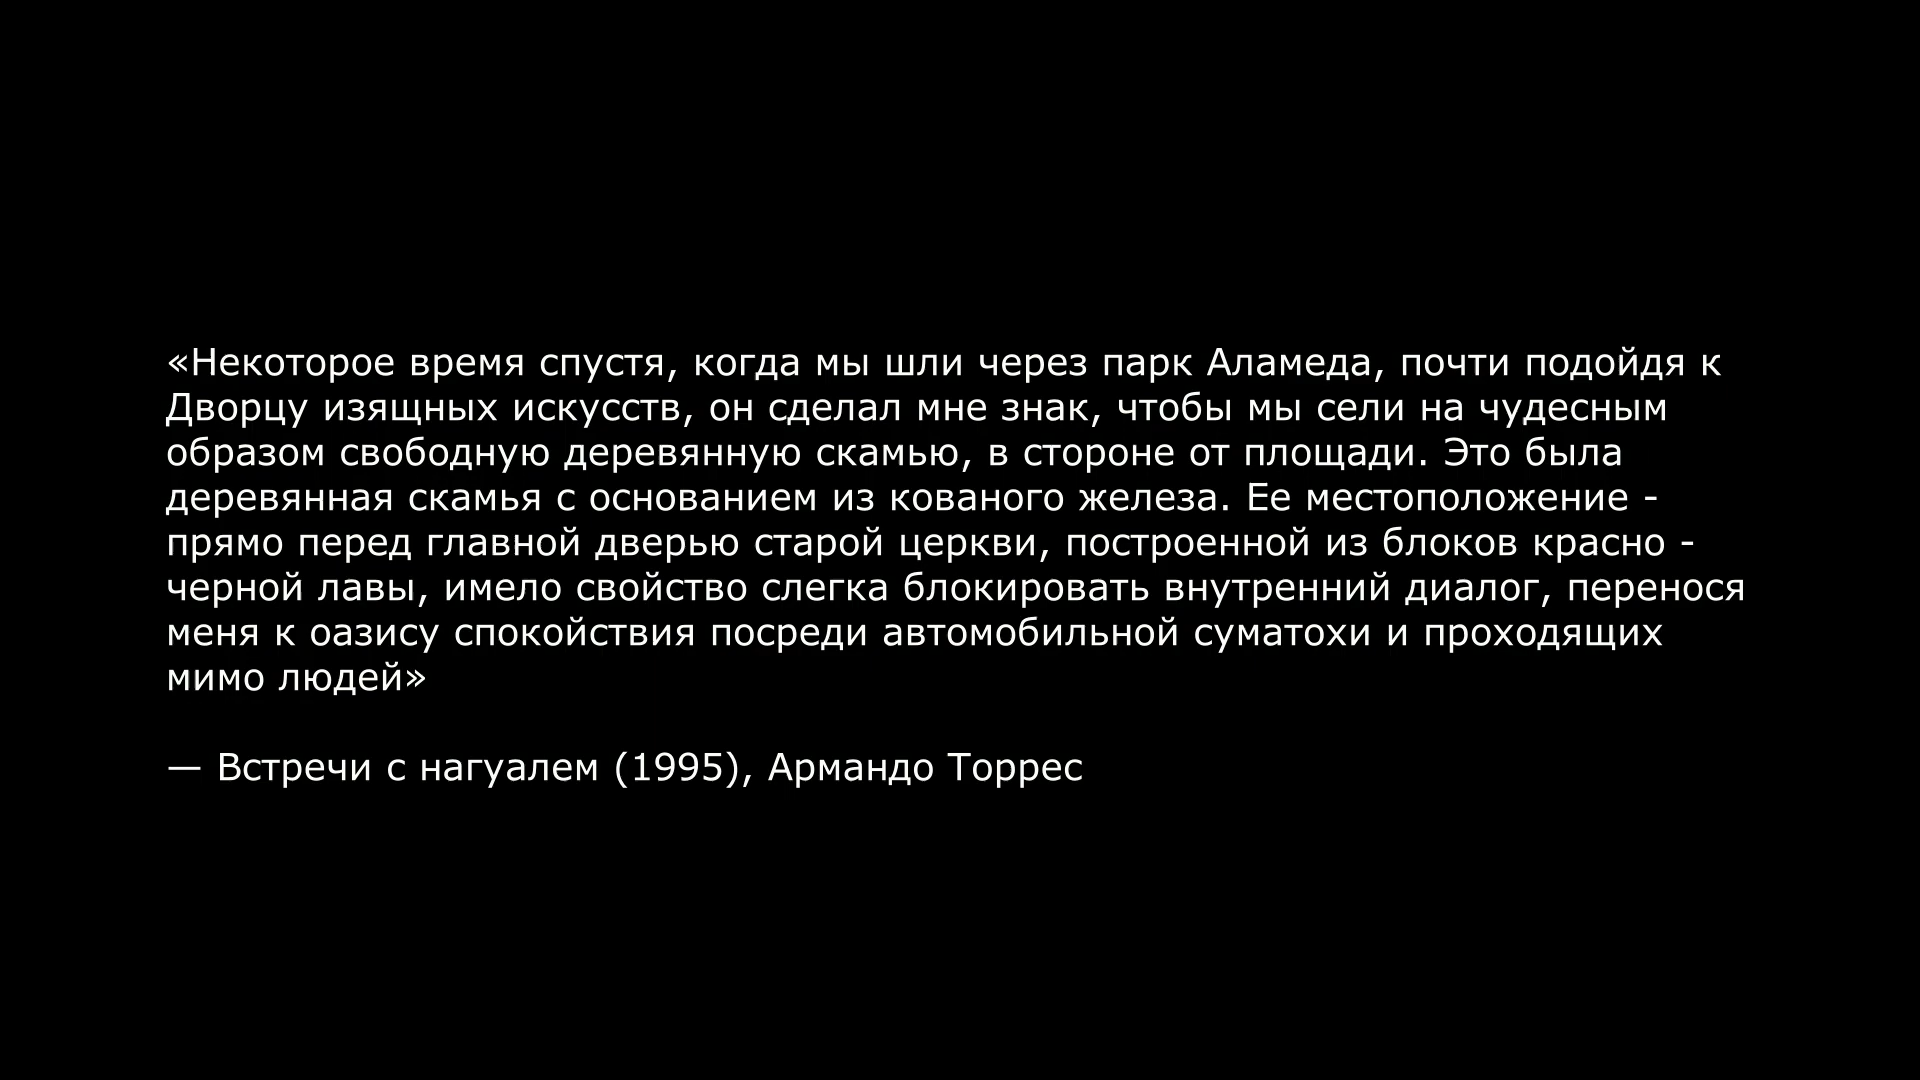 «Некоторое время спустя, когда мы шли через парк Аламеда, почти подойдя к
Дворцу изящных искусств, он сделал мне знак, чтобы мы сели на чудесным
образом свободную деревянную скамью, в стороне от площади. Это была
деревянная скамья с основанием из кованого железа. Ее местоположение -
прямо перед главной дверью старой церкви, построенной из блоков красно -
черной лавы, имело свойство слегка блокировать внутренний диалог, перенося
меня к оазису спокойствия посреди автомобильной суматохи и проходящих
мимо людей»
— Встречи с нагуалем (1995), Армандо Торрес